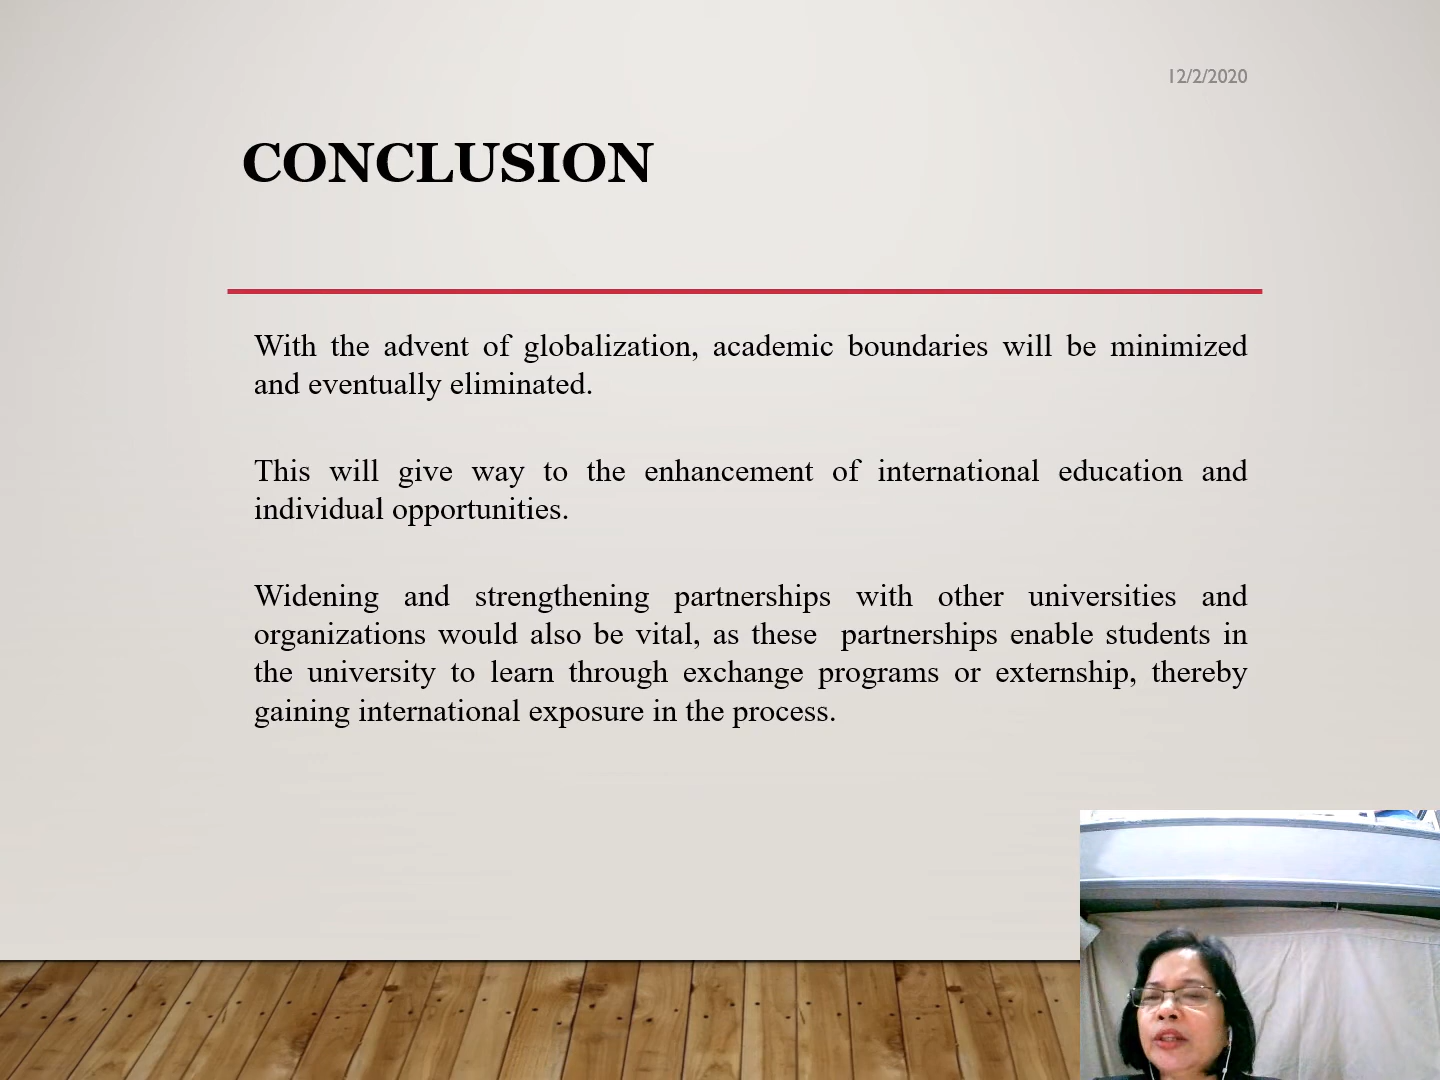 12/2/2020
CONCLUSION
With the advent of globalization, academic boundaries will be minimized
and eventually eliminated.
This will give way to the enhancement of international education and
individual opportunities.
Widening and strengthening partnerships with other universities and
organizations would also be vital, as these  partnerships enable students in
the university to learn through exchange programs or externship, thereby
gaining international exposure in the process.